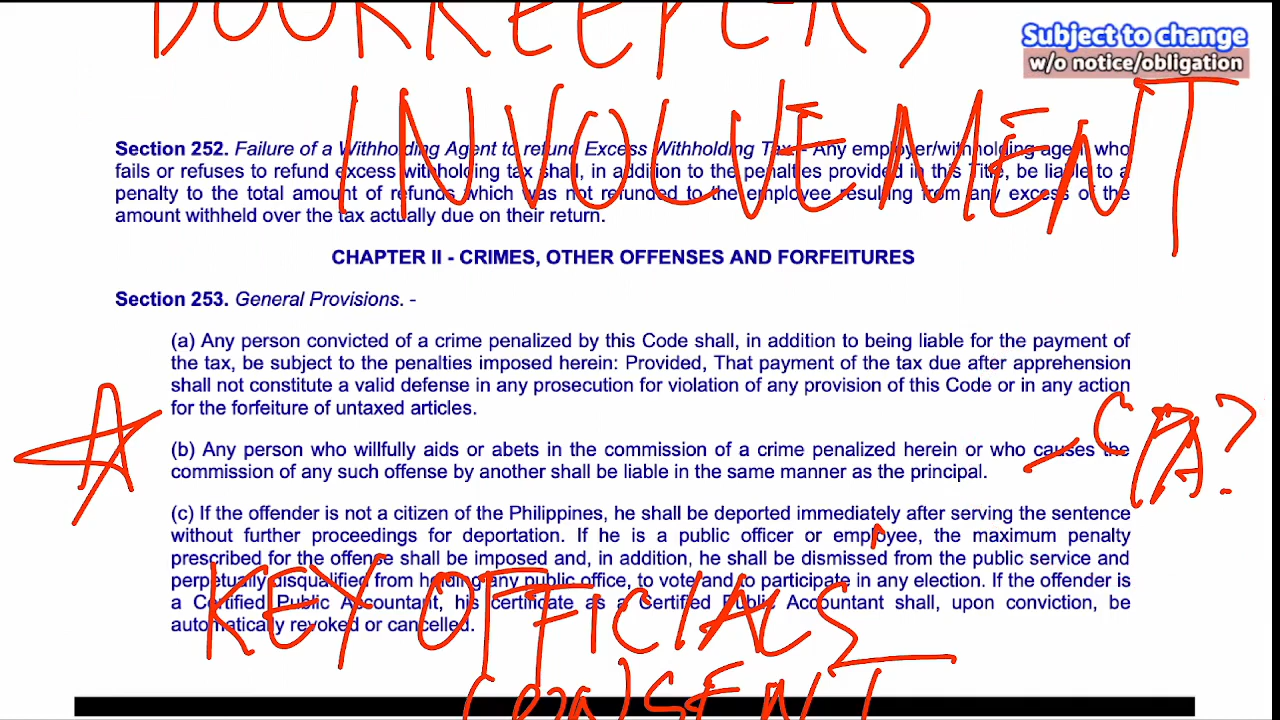 BOOKKEEPERS
Subject to change
w/o notice/obligation
INVOLVEMENT
Section 252. Failure of a Withholding Agent to refund Excess Withholding Tax. - Any employer/withholding agent who
fails or refuses to refund excess withholding tax shall, in addition to the penalties provided in this Title, be liable to a
penalty to the total amount of refunds which was not refunded to the employee resulting from any excess of the
amount withheld over the tax actually due on their return.
CHAPTER II - CRIMES, OTHER OFFENSES AND FORFEITURES
Section 253. General Provisions. -
(a) Any person convicted of a crime penalized by this Code shall, in addition to being liable for the payment of
the tax, be subject to the penalties imposed herein: Provided, That payment of the tax due after apprehension
shall not constitute a valid defense in any prosecution for violation of any provision of this Code or in any action
for the forfeiture of untaxed articles.
(b) Any person who willfully aids or abets in the commission of a crime penalized herein or who causes the
commission of any such offense by another shall be liable in the same manner as the principal.
CPA?
(c) If the offender is not a citizen of the Philippines, he shall be deported immediately after serving the sentence
without further proceedings for deportation. If he is a public officer or employee, the maximum penalty
prescribed for the offense shall be imposed and, in addition, he shall be dismissed from the public service and
perpetually disqualified from holding any public office, to vote and to participate in any election. If the offender is
a Certified Public Accountant, his certificate as a Certified Public Accountant shall, upon conviction, be
automatically revoked or cancelled.
KEY OFFICIALS
CONSENT